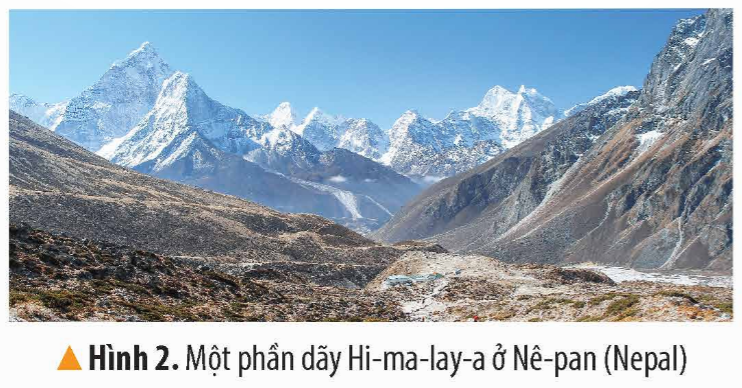 ▲ Hình 2. Một phần dãy Hi-ma-lay-a ở Nê-pan (Nepal)